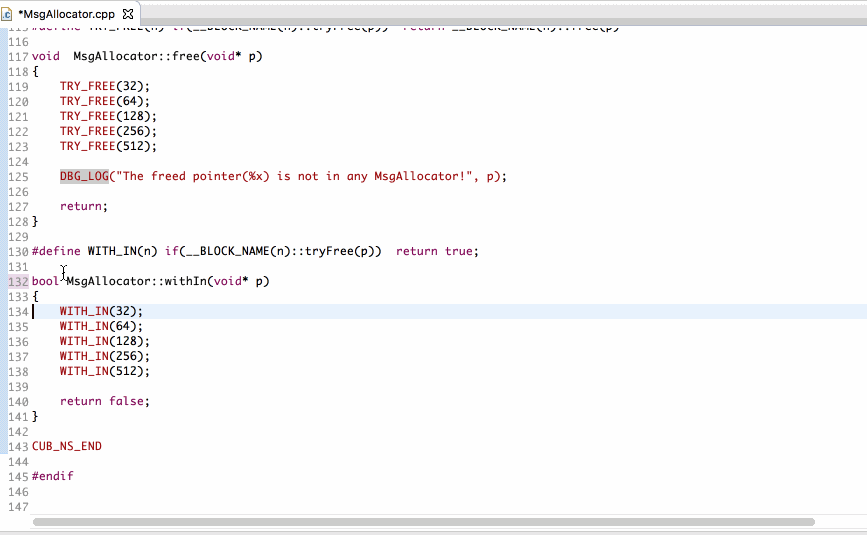 *MsgAllocator.cpp
116
117 void  MsgAllocator::free(void* p)
118 {
119     TRY_FREE(32);
120     TRY_FREE(64);
121     TRY_FREE(128);
122     TRY_FREE(256);
123     TRY_FREE(512);
124
125     DBG_LOG("The freed pointer(%x) is not in any MsgAllocator!", p);
126
127     return;
128 }
129
130 #define WITH_IN(n) if(__BLOCK_NAME(n)::tryFree(p))  return true;
131
132 bool MsgAllocator::withIn(void* p)
133 {
134     WITH_IN(32);
135     WITH_IN(64);
136     WITH_IN(128);
137     WITH_IN(256);
138     WITH_IN(512);
139
140     return false;
141 }
142
143 CUB_NS_END
144
145 #endif
146
147